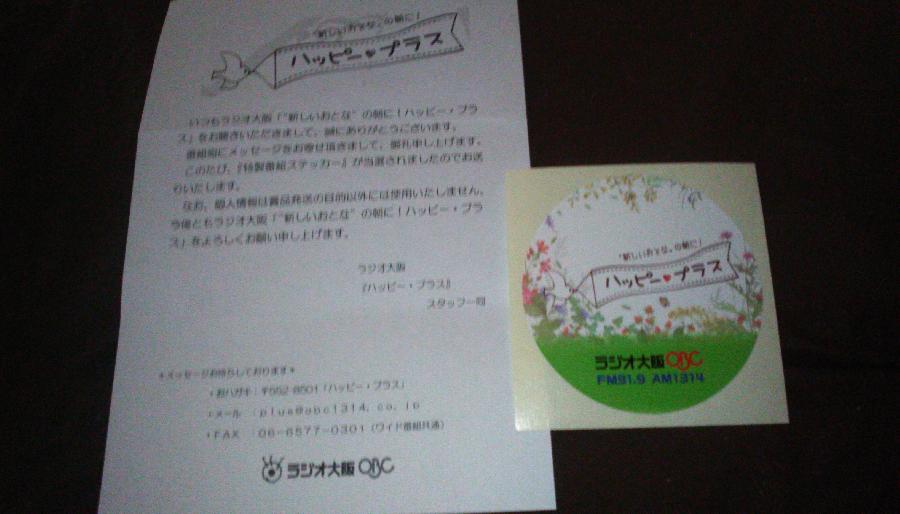 "新しいおとな"の朝に!
ハッピー♥プラス
いつもラジオ大阪「"新しいおとな"の朝に!ハッピー・プラ
ス」をお聴きいただきまして、誠にありがとうございます。
番組宛にメッセージをお寄せ頂きまして、御礼申し上げます。
このたび、『特製番組ステッカー』が当選されましたのでお送
りいたします。
なお、個人情報は賞品発送の目的以外には使用いたしません。
今後ともラジオ大阪「"新しいおとな"の朝に!ハッピー・プラ
ス」をよろしくお願い申し上げます。
ラジオ大阪
『ハッピー・プラス』
スタッフ一同
*メッセージお待ちしております*
・おハガキ:〒552-8501「ハッピー・プラス」
・メール :plus@obc1314.co.jp
・FAX :06-6577-0301(ワイド番組共通)
ラジオ大阪 OBC
"新しいおとな"の朝に!
ハッピー♥プラス
ラジオ大阪 OBC
FM91.9 AM1314